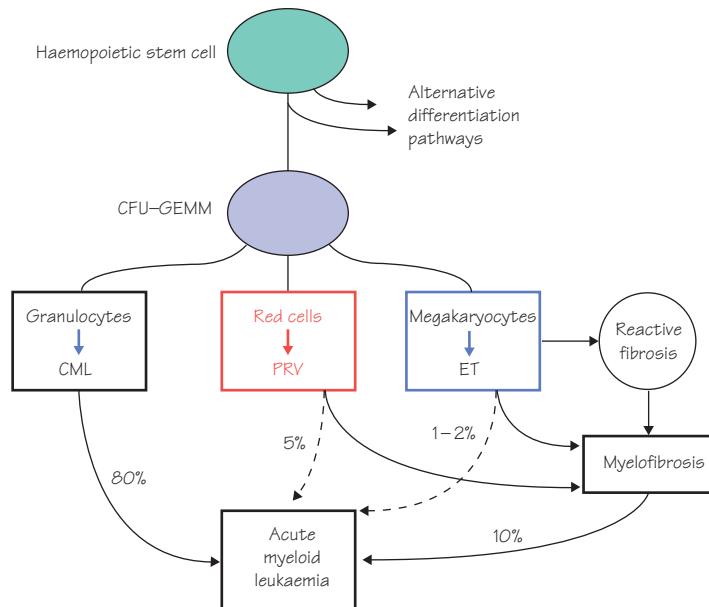 Haemopoietic stem cell
Alternative
differentiation
pathways
CFU–GEMM
Granulocytes
CML
Red cells
PRV
Megakaryocytes
ET
Reactive
fibrosis
5%
1–2%
80%
Myelofibrosis
10%
Acute
myeloid
leukaemia